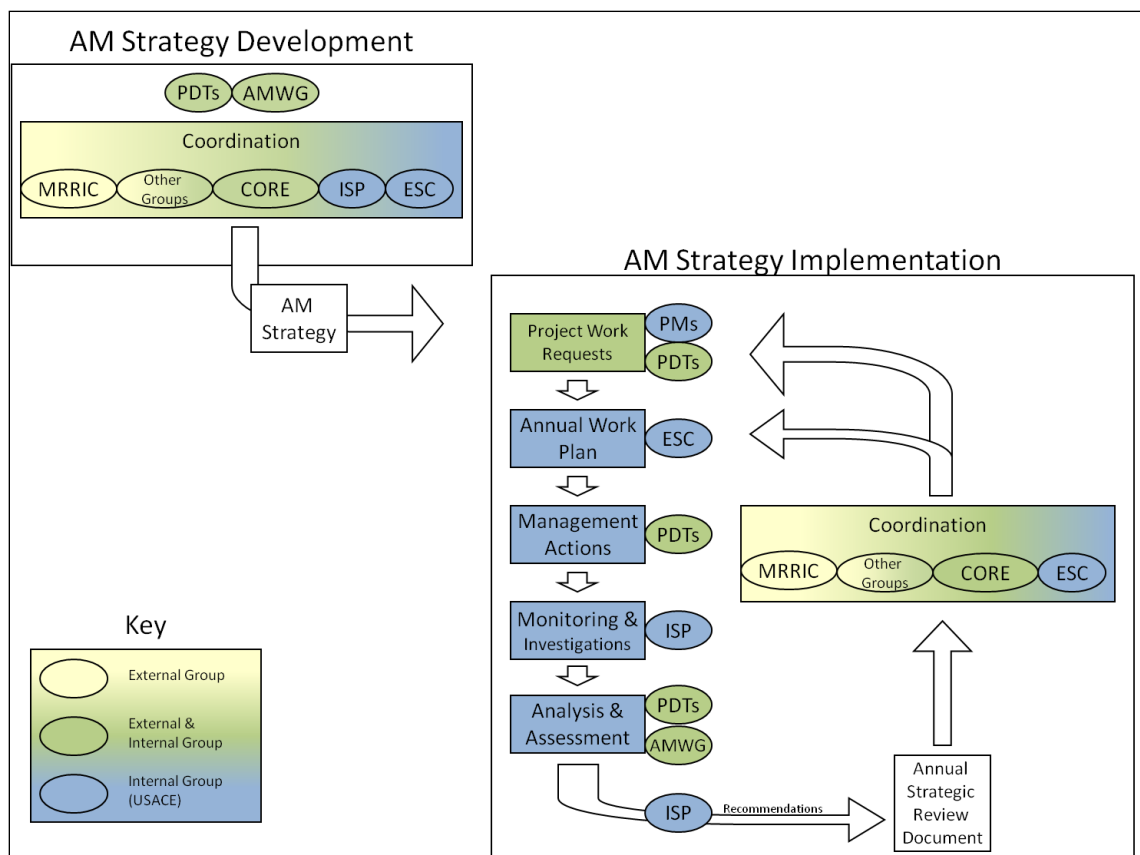 AM Strategy Development
PDTs AMWG
Coordination
MRRIC Other Groups CORE ISP ESC
AM
Strategy
AM Strategy Implementation
Project Work
Requests
PMs
PDTs
Annual Work
Plan
ESC
Management
Actions
PDTs
Monitoring &
Investigations
ISP
Analysis &
Assessment
PDTs
AMWG
ISP
Recommendations
Annual
Strategic
Review
Document
Coordination
MRRIC Other Groups CORE ESC
Key
External Group
External &
Internal Group
Internal Group
(USACE)